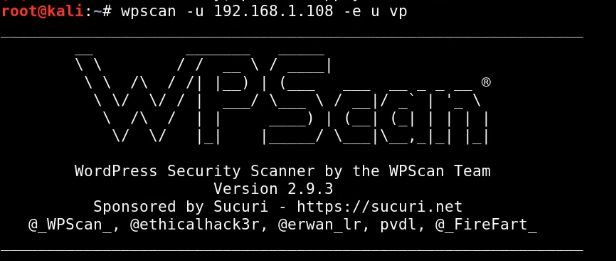 root@kali:~# wpscan -u 192.168.1.108 -e u vp
WPScan ®
WordPress Security Scanner by the WPScan Team
Version 2.9.3
Sponsored by Sucuri - https://sucuri.net
@_WPScan_, @ethicalhack3r, @erwan_lr, pvdl, @_FireFart_